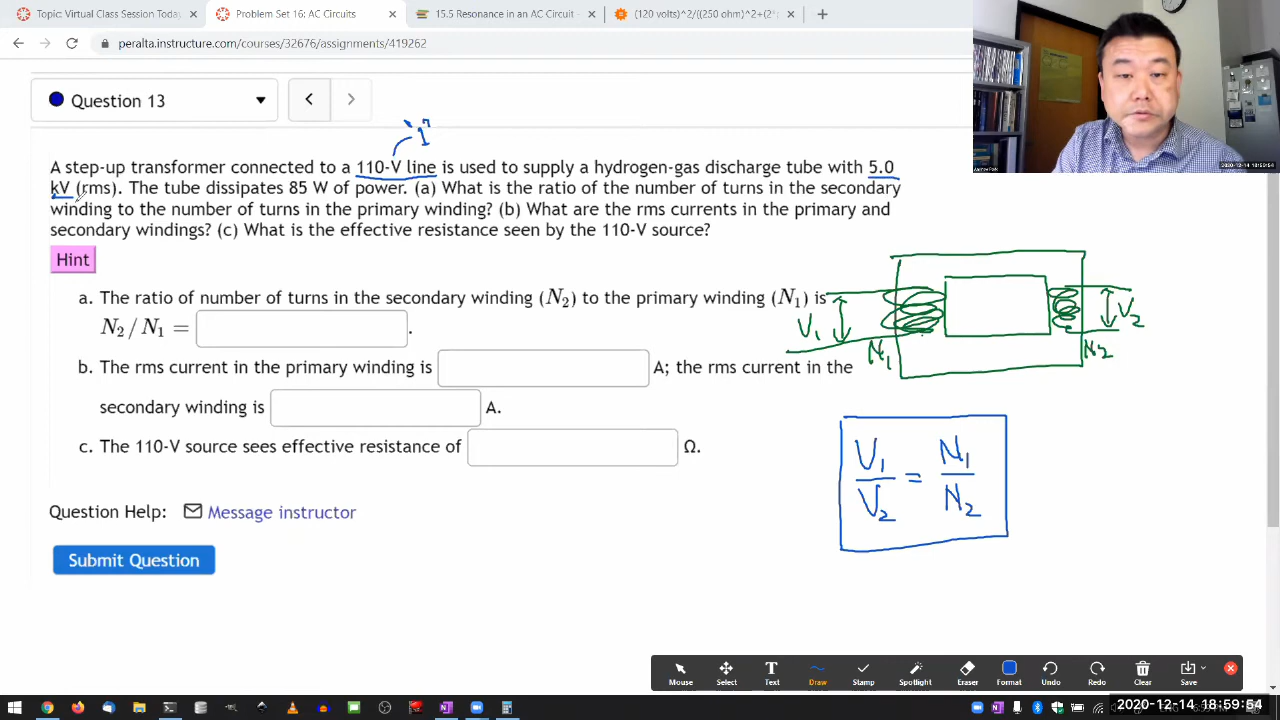 Topic: Virtual Class Session Toda
Problem Set 16: AC Circuits
15.5 Resonance in an AC Circuit -
(120 volts)^2/((250 ohm)^2+(2*
peralta.instructure.com/courses/32676/assignments/419262
Question 13
A step-up transformer connected to a 110-V line is used to supply a hydrogen-gas discharge tube with 5.0
kV (rms). The tube dissipates 85 W of power. (a) What is the ratio of the number of turns in the secondary
winding to the number of turns in the primary winding? (b) What are the rms currents in the primary and
secondary windings? (c) What is the effective resistance seen by the 110-V source?
Hint
a. The ratio of number of turns in the secondary winding (N2) to the primary winding (N1) is
N2/N1 = .
V1
N1
V2
N2
b. The rms current in the primary winding is A; the rms current in the
secondary winding is A.
c. The 110-V source sees effective resistance of Ω.
V1/V2 = N1/N2
Question Help: Message instructor
Submit Question
Mouse Select Text Draw Stamp Spotlight Eraser Format Undo Redo Clear Save
2020-12-14 18:59:54